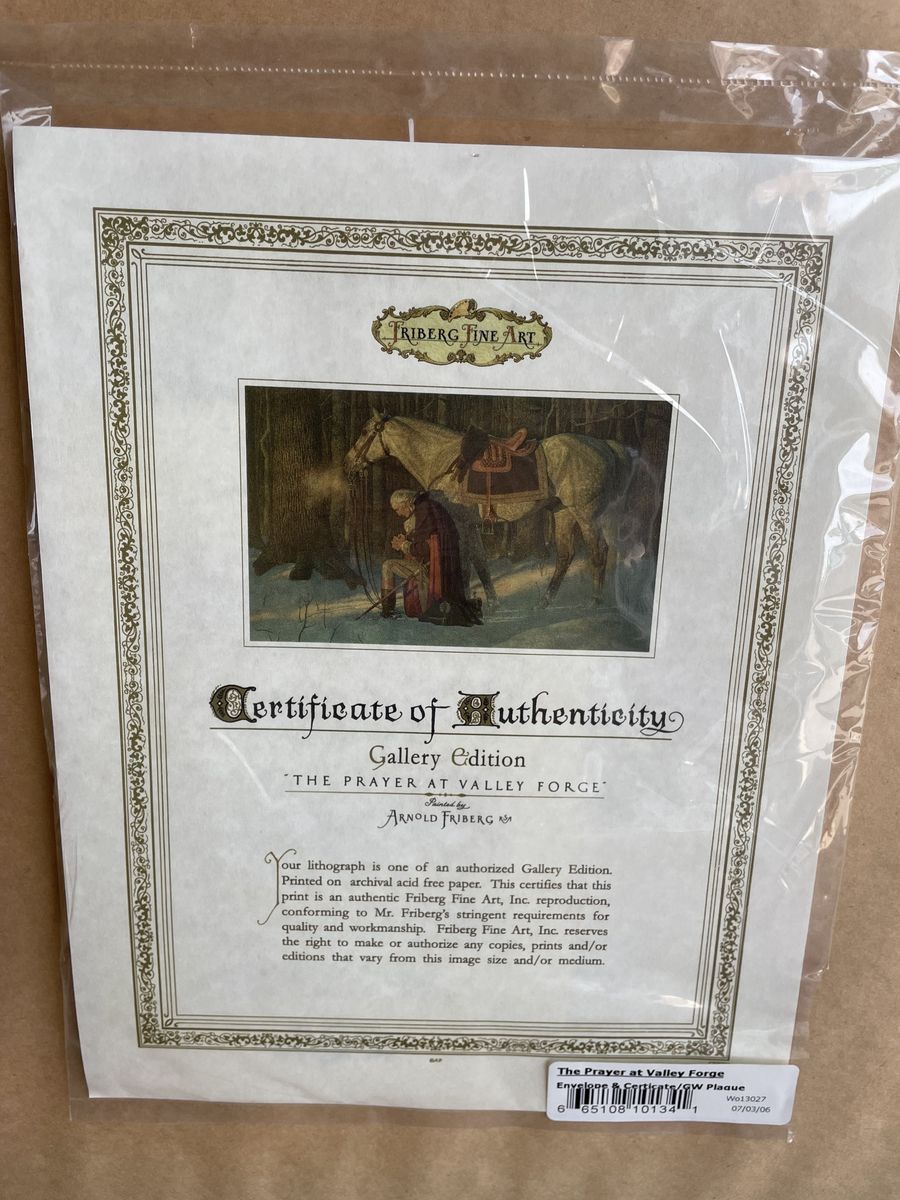 FRIBERG FINE ART
Certificate of Authenticity
Gallery Edition
"THE PRAYER AT VALLEY FORGE"
Painted by
ARNOLD FRIBERG
Your lithograph is one of an authorized Gallery Edition.
Printed on archival acid free paper. This certifies that this
print is an authentic Friberg Fine Art, Inc. reproduction,
conforming to Mr. Friberg's stringent requirements for
quality and workmanship. Friberg Fine Art, Inc. reserves
the right to make or authorize any copies, prints and/or
editions that vary from this image size and/or medium.
The Prayer at Valley Forge
Envelope & Certicate/GW Plaque
Wo13027
6 65108 10134 1
07/03/06